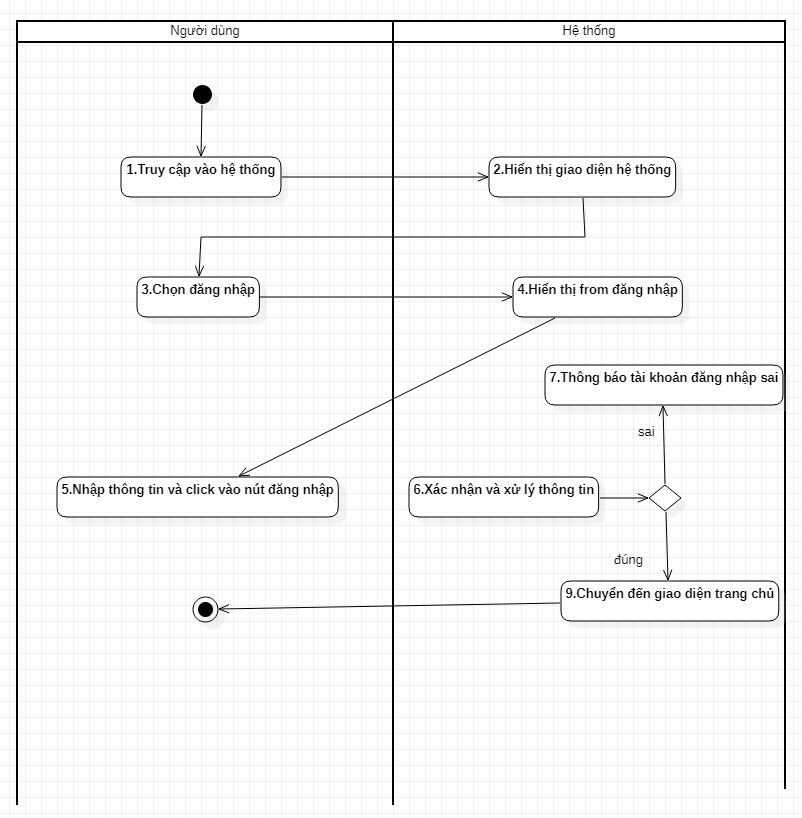 Người dùng
Hệ thống
1.Truy cập vào hệ thống
2.Hiển thị giao diện hệ thống
3.Chọn đăng nhập
4.Hiển thị from đăng nhập
7.Thông báo tài khoản đăng nhập sai
sai
5.Nhập thông tin và click vào nút đăng nhập
6.Xác nhận và xử lý thông tin
đúng
9.Chuyển đến giao diện trang chủ